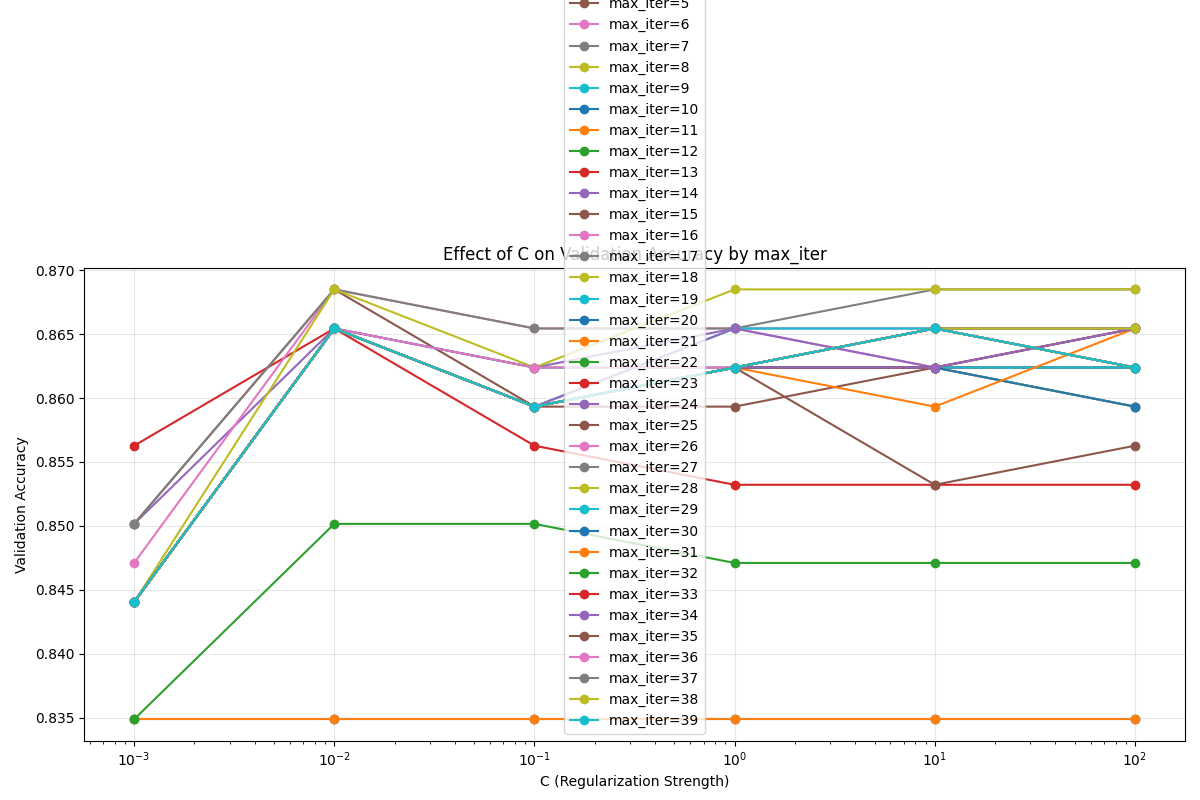 max_iter=5
max_iter=6
max_iter=7
max_iter=8
max_iter=9
max_iter=10
max_iter=11
max_iter=12
max_iter=13
max_iter=14
max_iter=15
max_iter=16
max_iter=17
max_iter=18
max_iter=19
max_iter=20
max_iter=21
max_iter=22
max_iter=23
max_iter=24
max_iter=25
max_iter=26
max_iter=27
max_iter=28
max_iter=29
max_iter=30
max_iter=31
max_iter=32
max_iter=33
max_iter=34
max_iter=35
max_iter=36
max_iter=37
max_iter=38
max_iter=39
Effect of C on Validation Accuracy by max_iter
0.870
0.865
0.860
0.855
0.850
0.845
0.840
0.835
Validation Accuracy
10⁻³ 10⁻² 10⁻¹ 10⁰ 10¹ 10²
C (Regularization Strength)